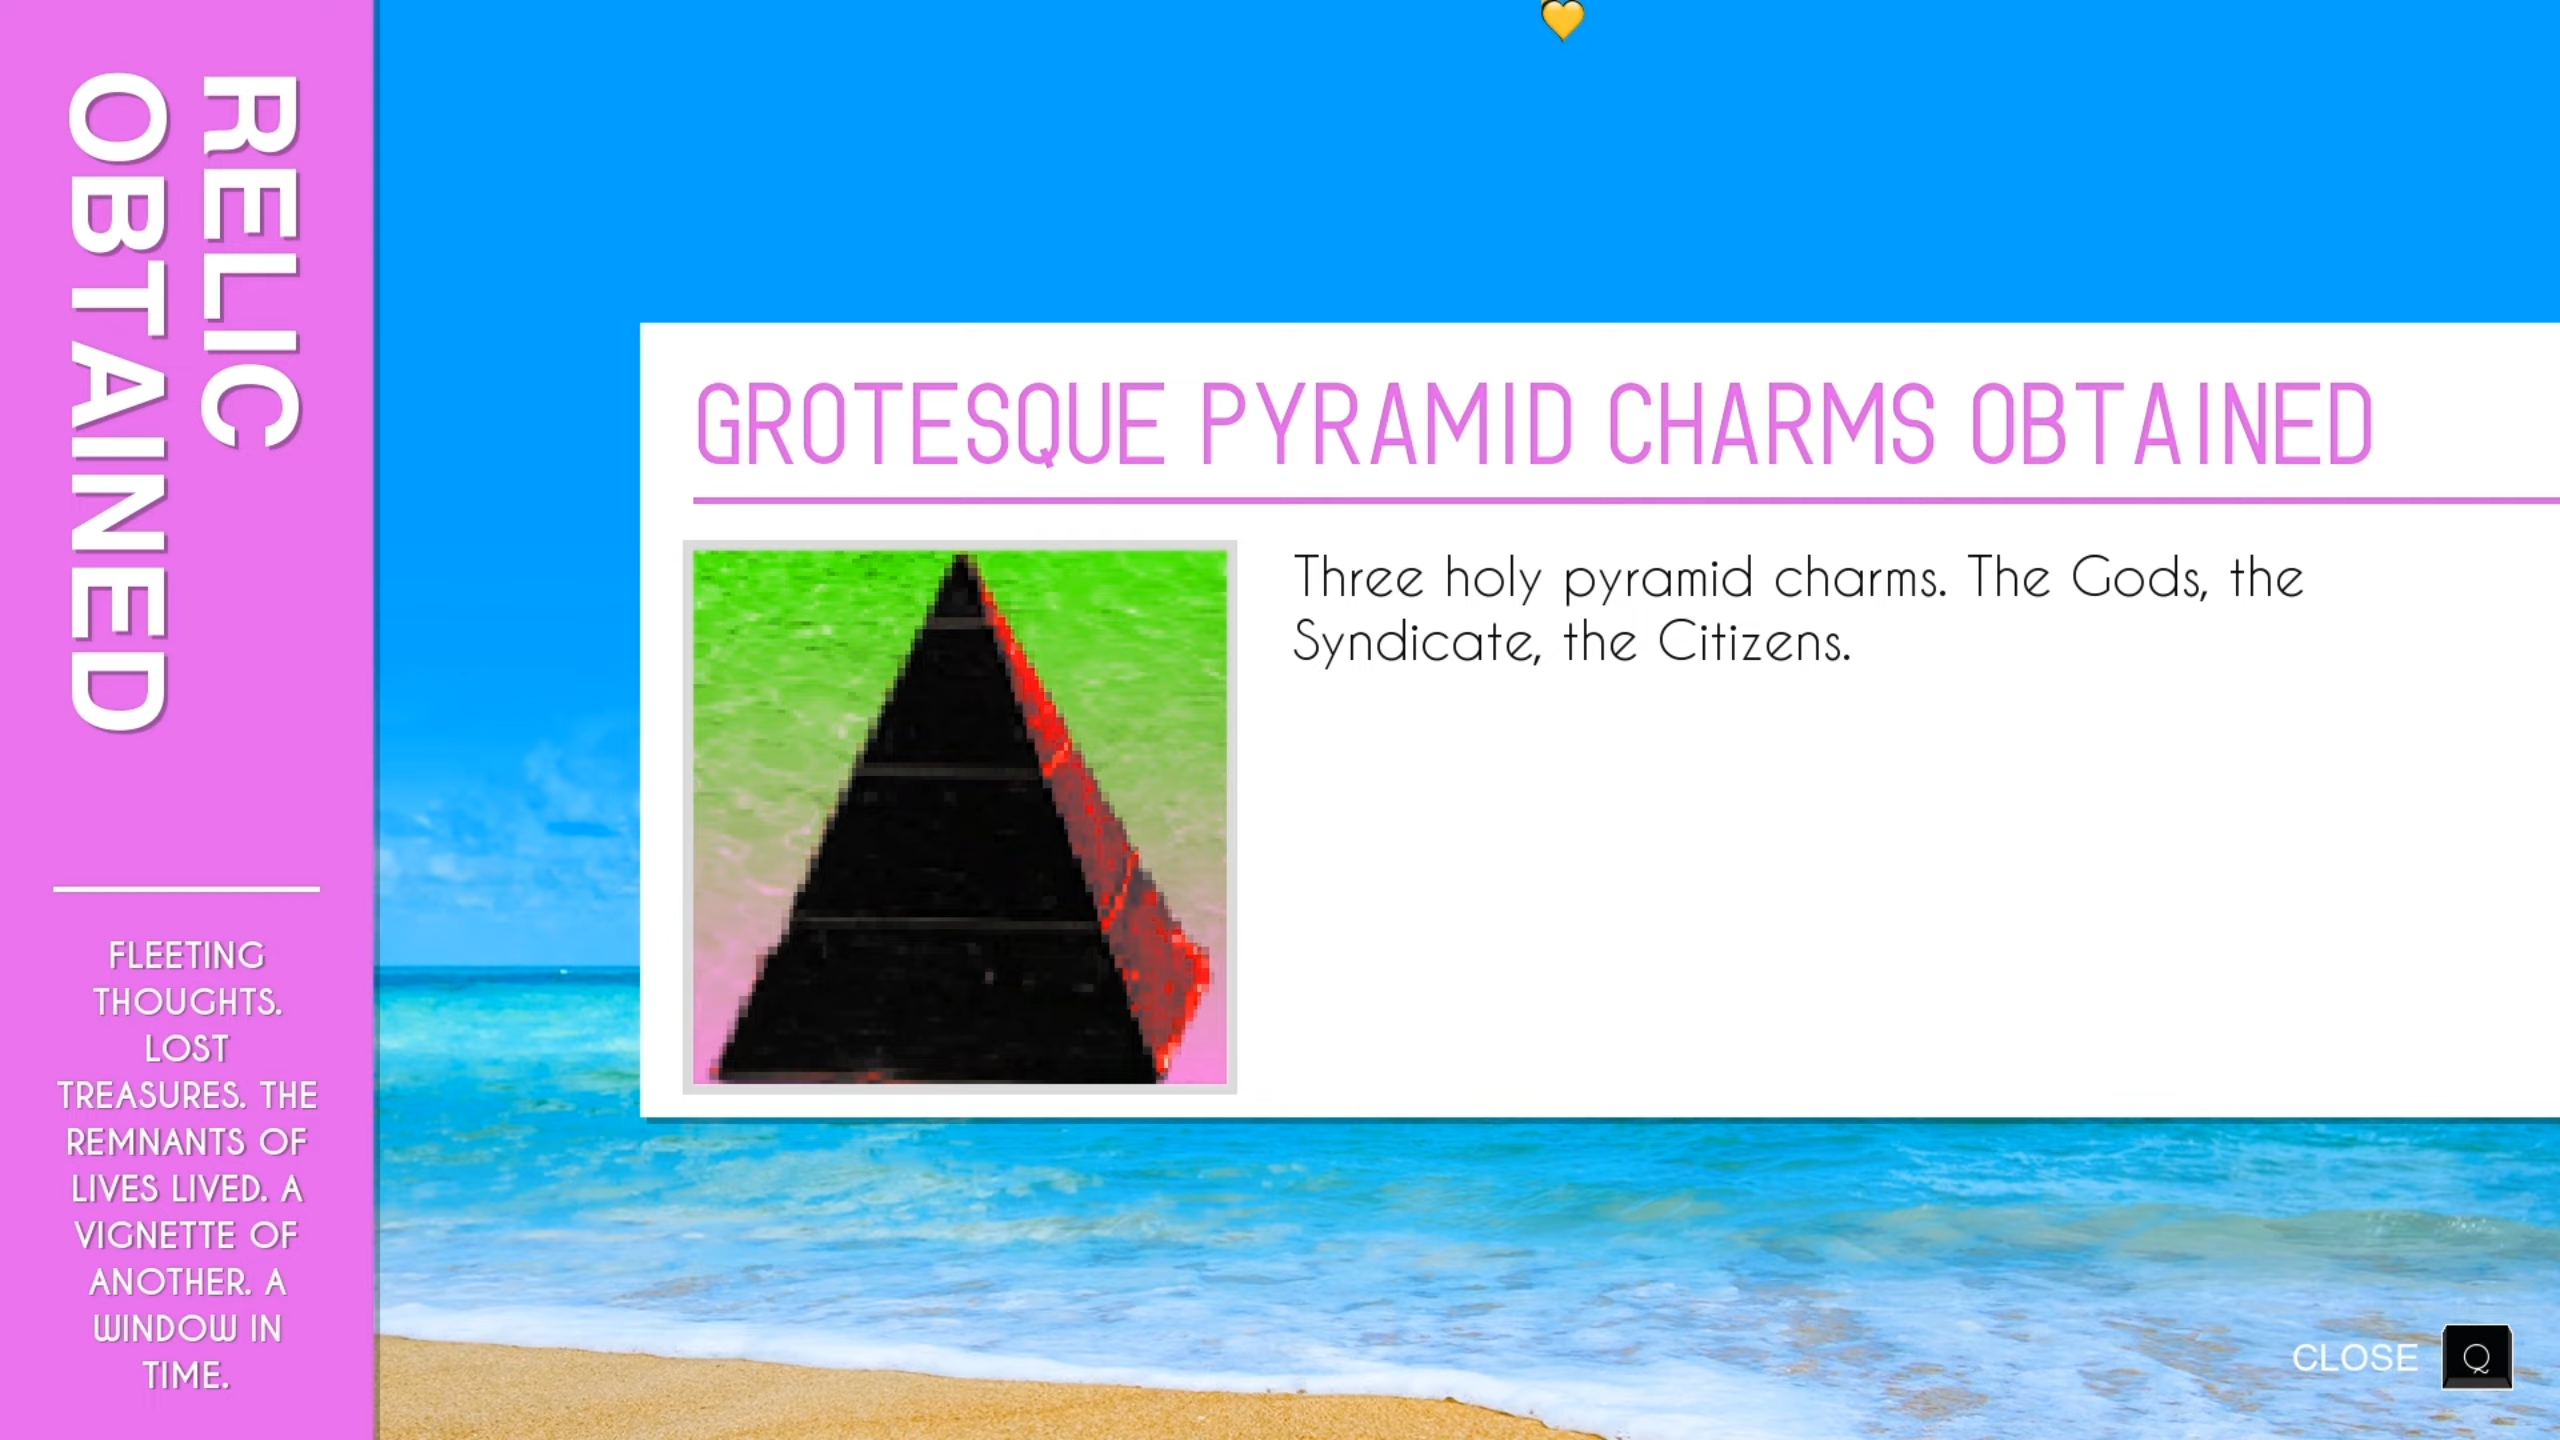 RELIC
OBTAINED
FLEETING
THOUGHTS.
LOST
TREASURES. THE
REMNANTS OF
LIVES LIVED. A
VIGNETTE OF
ANOTHER. A
WINDOW IN
TIME.
GROTESQUE PYRAMID CHARMS OBTAINED
Three holy pyramid charms. The Gods, the
Syndicate, the Citizens.
CLOSE Q